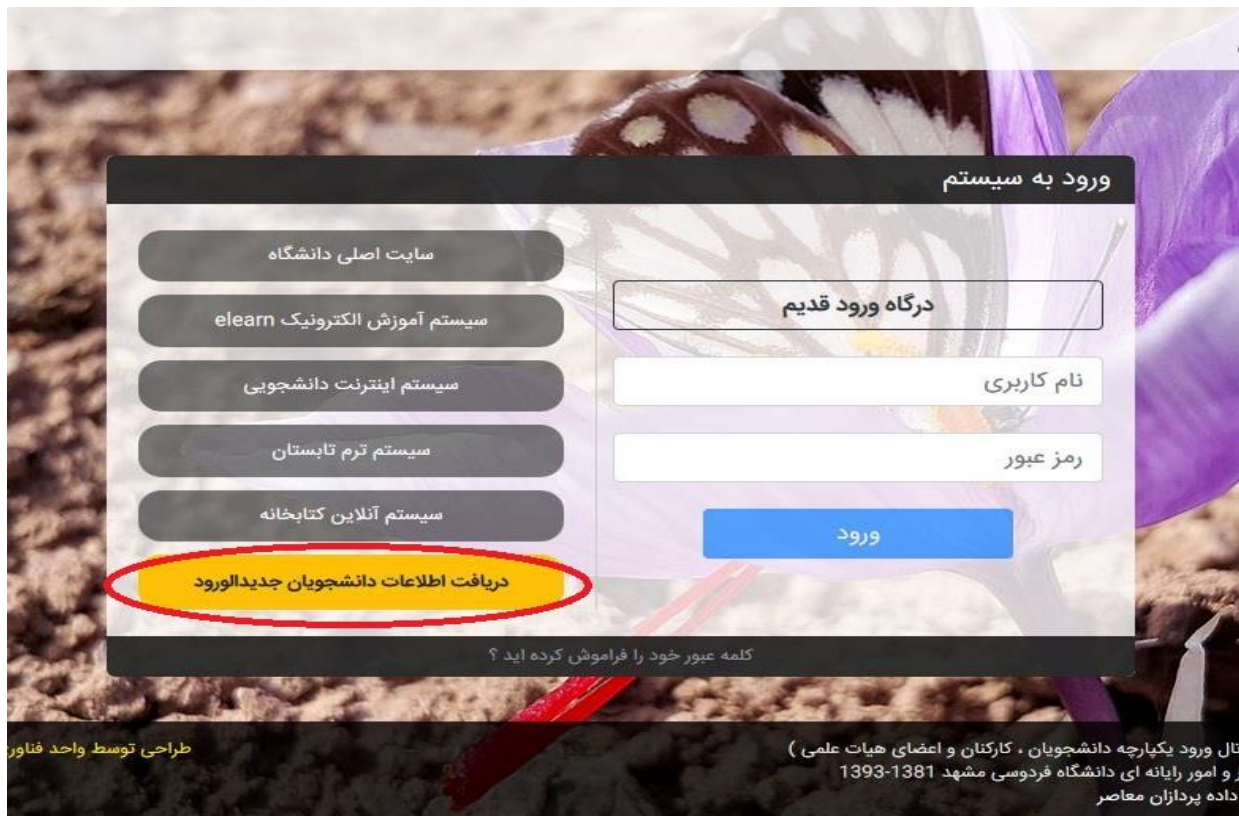 ورود به سیستم
درگاه ورود قدیم
نام کاربری
رمز عبور
ورود
سایت اصلی دانشگاه
سیستم آموزش الکترونیک elearn
سیستم اینترنت دانشجویی
سیستم ترم تابستان
سیستم آنلاین کتابخانه
دریافت اطلاعات دانشجویان جدیدالورود
کلمه عبور خود را فراموش کرده اید ؟
ورود یکپارچه دانشجویان ، کارکنان و اعضای هیات علمی )
و امور رایانه ای دانشگاه فردوسی مشهد 1381-1393
داده پردازان معاصر
طراحی توسط واحد